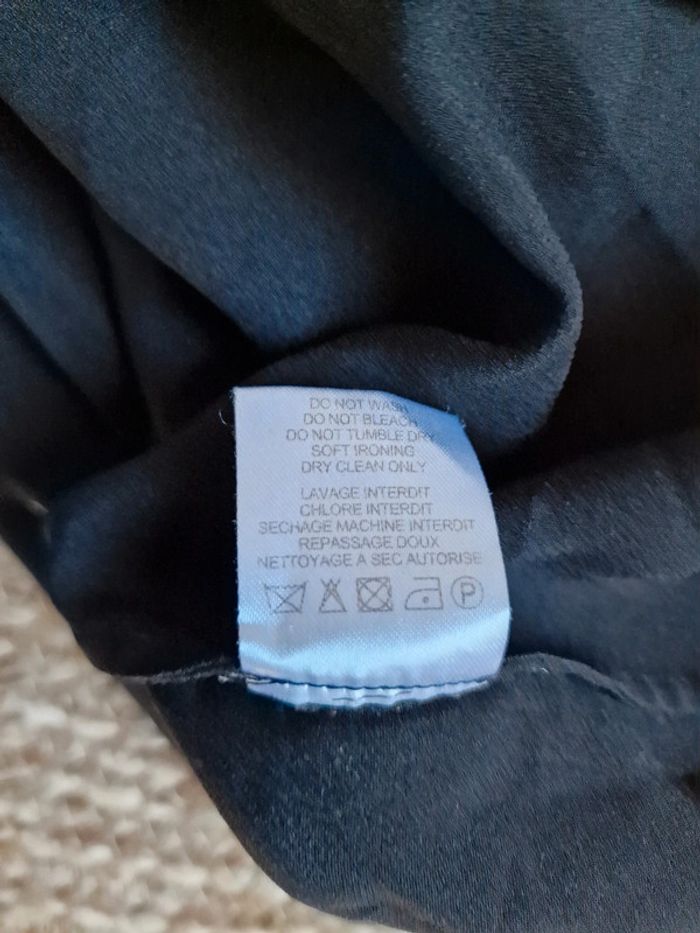 DO NOT WASH
DO NOT BLEACH
DO NOT TUMBLE DRY
SOFT IRONING
DRY CLEAN ONLY
LAVAGE INTERDIT
CHLORE INTERDIT
SECHAGE MACHINE INTERDIT
REPASSAGE DOUX
NETTOYAGE A SEC AUTORISE
P